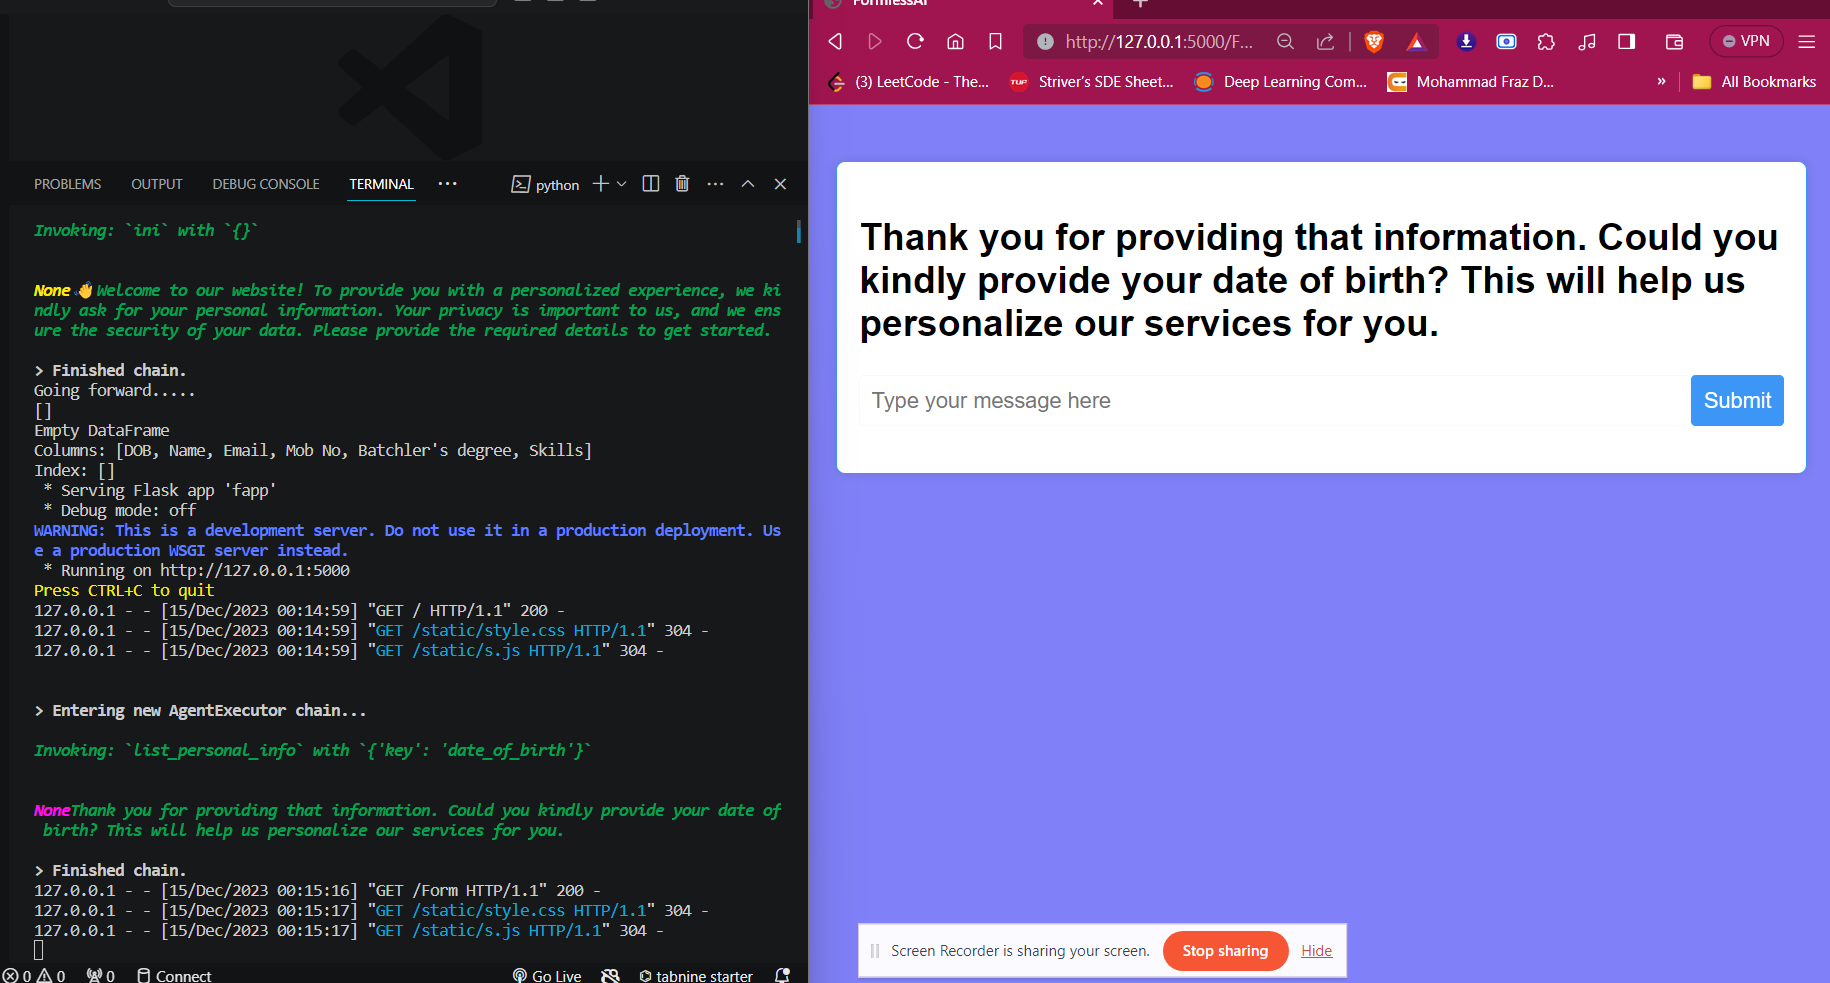 PROBLEMS OUTPUT DEBUG CONSOLE TERMINAL ··· python
Invoking: `ini` with `{}`
None👋Welcome to our website! To provide you with a personalized experience, we ki
ndly ask for your personal information. Your privacy is important to us, and we ens
ure the security of your data. Please provide the required details to get started.
> Finished chain.
Going forward.....
[]
Empty DataFrame
Columns: [DOB, Name, Email, Mob No, Batchler's degree, Skills]
Index: []
* Serving Flask app 'fapp'
* Debug mode: off
WARNING: This is a development server. Do not use it in a production deployment. Us
e a production WSGI server instead.
* Running on http://127.0.0.1:5000
Press CTRL+C to quit
127.0.0.1 - - [15/Dec/2023 00:14:59] "GET / HTTP/1.1" 200 -
127.0.0.1 - - [15/Dec/2023 00:14:59] "GET /static/style.css HTTP/1.1" 304 -
127.0.0.1 - - [15/Dec/2023 00:14:59] "GET /static/s.js HTTP/1.1" 304 -
> Entering new AgentExecutor chain...
Invoking: `list_personal_info` with `{'key': 'date_of_birth'}`
NoneThank you for providing that information. Could you kindly provide your date of
birth? This will help us personalize our services for you.
> Finished chain.
127.0.0.1 - - [15/Dec/2023 00:15:16] "GET /Form HTTP/1.1" 200 -
127.0.0.1 - - [15/Dec/2023 00:15:17] "GET /static/style.css HTTP/1.1" 304 -
127.0.0.1 - - [15/Dec/2023 00:15:17] "GET /static/s.js HTTP/1.1" 304 -
0 0 0 Connect Go Live tabnine starter
FormlessAI
http://127.0.0.1:5000/F... VPN
(3) LeetCode - The... TUF Striver's SDE Sheet... Deep Learning Com... Mohammad Fraz D... » All Bookmarks
Thank you for providing that information. Could you
kindly provide your date of birth? This will help us
personalize our services for you.
Type your message here Submit
Screen Recorder is sharing your screen. Stop sharing Hide